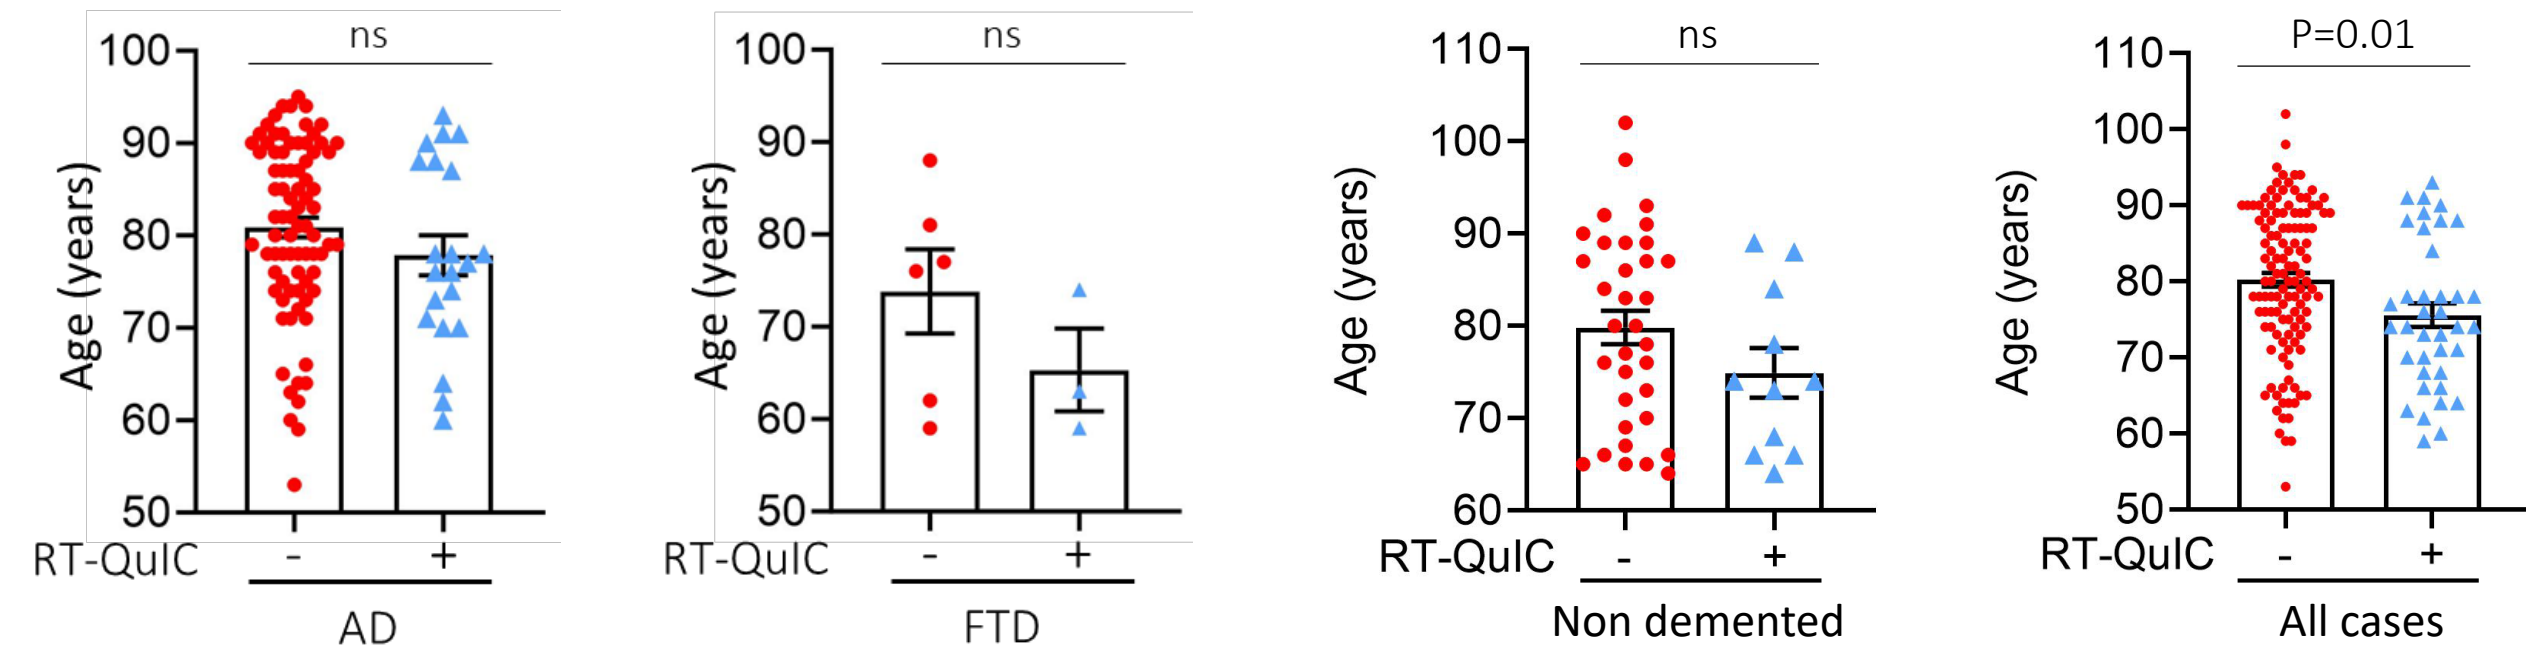 ns
100
90
80
70
60
50
Age (years)
RT-QuIC - +
AD
ns
100
90
80
70
60
50
Age (years)
RT-QuIC - +
FTD
ns
110
100
90
80
70
60
Age (years)
RT-QuIC - +
Non demented
P=0.01
110
100
90
80
70
60
50
Age (years)
RT-QuIC - +
All cases